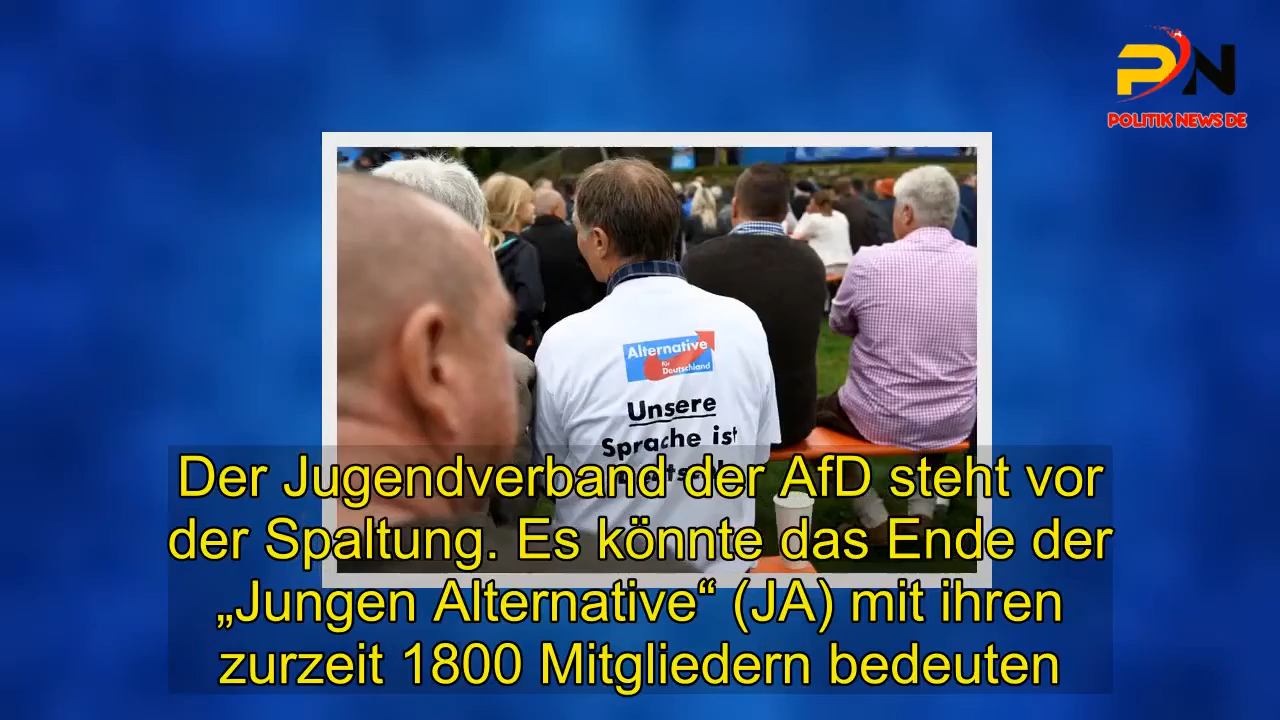 PN
POLITIK NEWS DE
Alternative
für
Deutschland
Unsere
Sprache ist
Der Jugendverband der AfD steht vor
der Spaltung. Es könnte das Ende der
„Jungen Alternative“ (JA) mit ihren
zurzeit 1800 Mitgliedern bedeuten